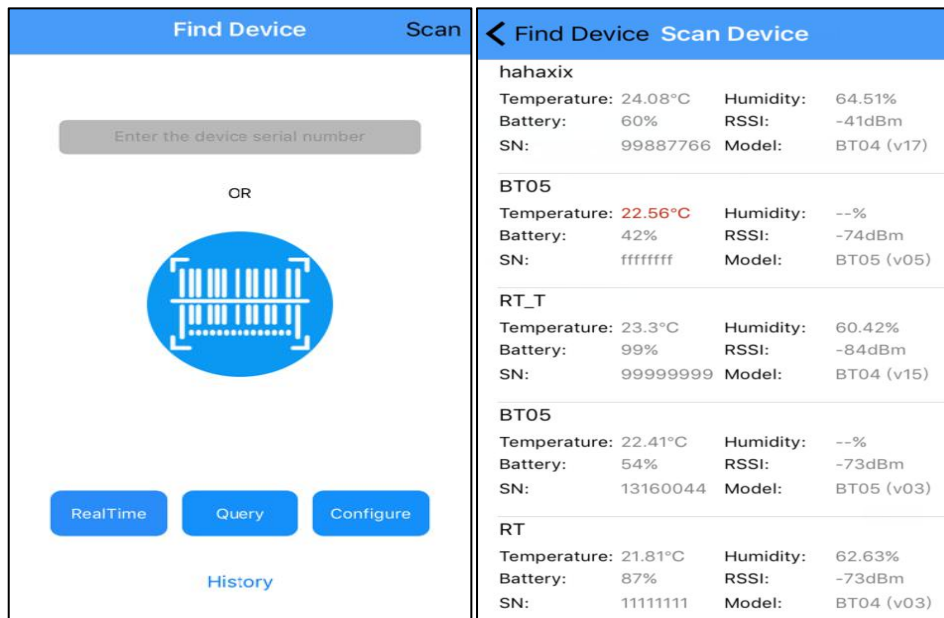 Find Device Scan
Enter the device serial number
OR
RealTime Query Configure
History
Find Device Scan Device
hahaxix
Temperature: 24.08°C Humidity: 64.51%
Battery: 60% RSSI: -41dBm
SN: 99887766 Model: BT04 (v17)
BT05
Temperature: 22.56°C Humidity: --%
Battery: 42% RSSI: -74dBm
SN: ffffffff Model: BT05 (v05)
RT_T
Temperature: 23.3°C Humidity: 60.42%
Battery: 99% RSSI: -84dBm
SN: 99999999 Model: BT04 (v15)
BT05
Temperature: 22.41°C Humidity: --%
Battery: 54% RSSI: -73dBm
SN: 13160044 Model: BT05 (v03)
RT
Temperature: 21.81°C Humidity: 62.63%
Battery: 87% RSSI: -73dBm
SN: 11111111 Model: BT04 (v03)